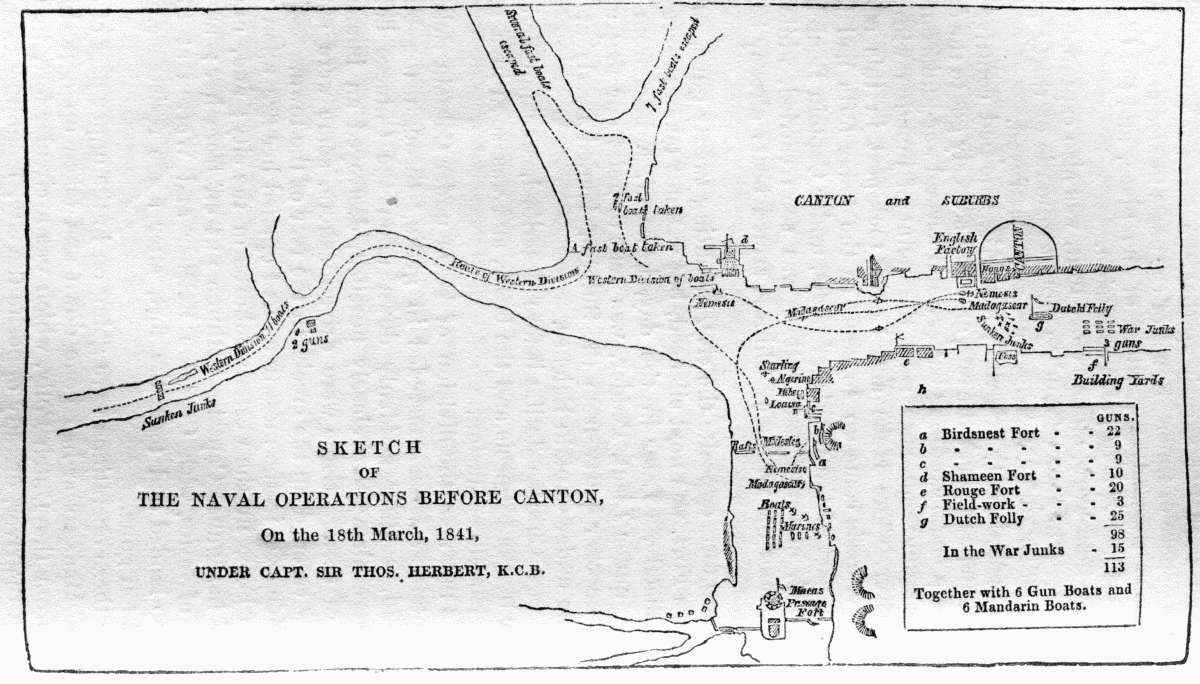 Several fast boats
escaped
7 fast boats escaped
7 fast
boats taken
4 fast boat taken
d
CANTON and SUBURBS
English
Factory
CANTON
Hongs
Route of Western Divisions
Western Division of boats
Nemesis
Madagascar
Nemesis
Madagascar
Dutch Folly
g
Sunken Junks
War Junks
3
guns
f
Building Yards
Western Division 11 boats
2 guns
Sunken Junks
Starling
Algerine
Hebe
Louisa
c
e
Foss
h
b
a
Rafts
Modeste
Nemesis
Madagascar
Boats
Marines
Macao
Passage
Fort
SKETCH
OF
THE NAVAL OPERATIONS BEFORE CANTON,
On the 18th March, 1841,
UNDER CAPT. SIR THOS. HERBERT, K.C.B.
GUNS.
a Birdsnest Fort - - 22
b - - - - - 9
c - - - - - 9
d Shameen Fort - - 10
e Rouge Fort - - 20
f Field-work - - - 3
g Dutch Folly - - 25
98
In the War Junks - 15
113
Together with 6 Gun Boats and
6 Mandarin Boats.